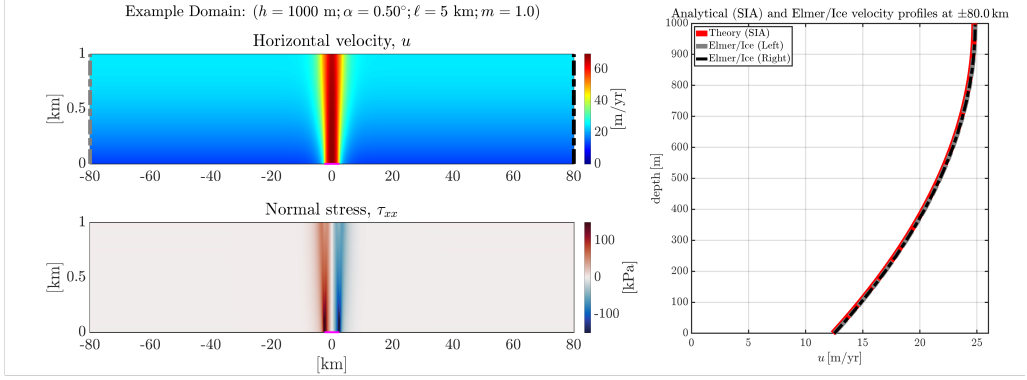 Example Domain: (h = 1000 m; α = 0.50°; ℓ = 5 km; m = 1.0)
Horizontal velocity, u
[km]
1
0.5
0
-80 -60 -40 -20 0 20 40 60 80
60
40
20
0
[m/yr]
Normal stress, τxx
[km]
1
0.5
0
-80 -60 -40 -20 0 20 40 60 80
[km]
100
0
-100
[kPa]
Analytical (SIA) and Elmer/Ice velocity profiles at ±80.0 km
Theory (SIA)
Elmer/Ice (Left)
Elmer/Ice (Right)
depth [m]
1000
900
800
700
600
500
400
300
200
100
0
0 5 10 15 20 25
u [m/yr]